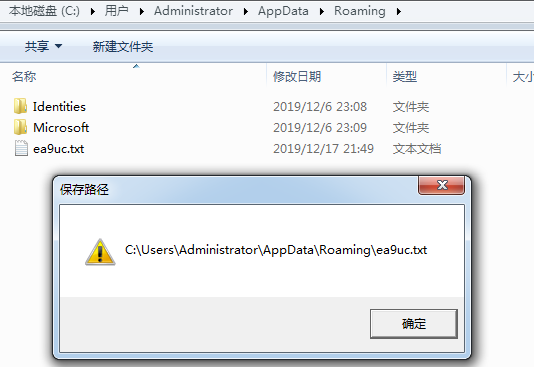 本地磁盘 (C:) ▸ 用户 ▸ Administrator ▸ AppData ▸ Roaming ▸
共享 ▾ 新建文件夹
名称 修改日期 类型 大小
Identities 2019/12/6 23:08 文件夹
Microsoft 2019/12/6 23:09 文件夹
ea9uc.txt 2019/12/17 21:49 文本文档
保存路径
C:\Users\Administrator\AppData\Roaming\ea9uc.txt
确定